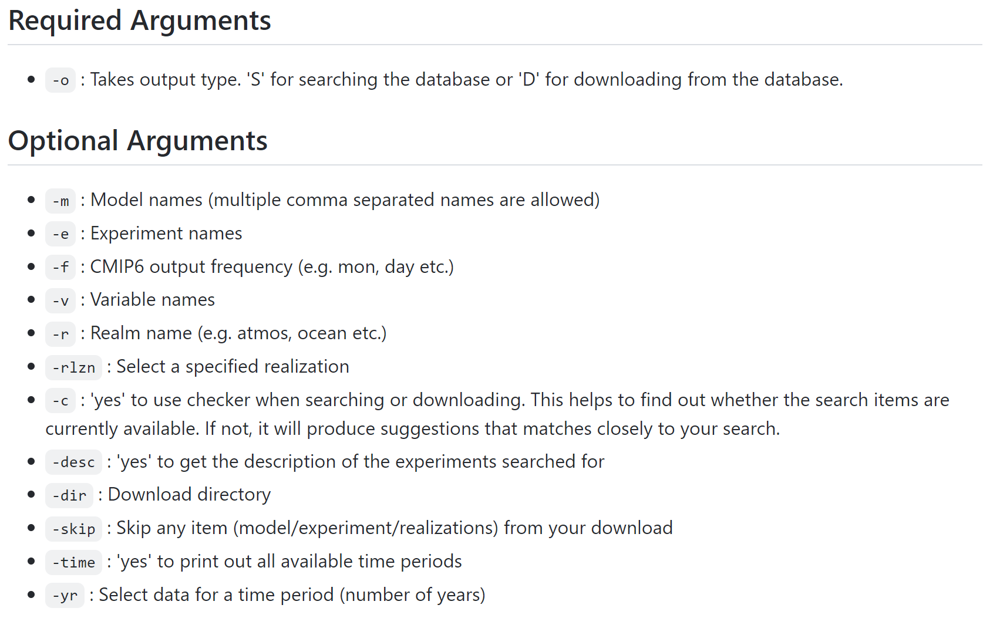 Required Arguments
• -o : Takes output type. 'S' for searching the database or 'D' for downloading from the database.
Optional Arguments
• -m : Model names (multiple comma separated names are allowed)
• -e : Experiment names
• -f : CMIP6 output frequency (e.g. mon, day etc.)
• -v : Variable names
• -r : Realm name (e.g. atmos, ocean etc.)
• -rlzn : Select a specified realization
• -c : 'yes' to use checker when searching or downloading. This helps to find out whether the search items are
currently available. If not, it will produce suggestions that matches closely to your search.
• -desc : 'yes' to get the description of the experiments searched for
• -dir : Download directory
• -skip : Skip any item (model/experiment/realizations) from your download
• -time : 'yes' to print out all available time periods
• -yr : Select data for a time period (number of years)